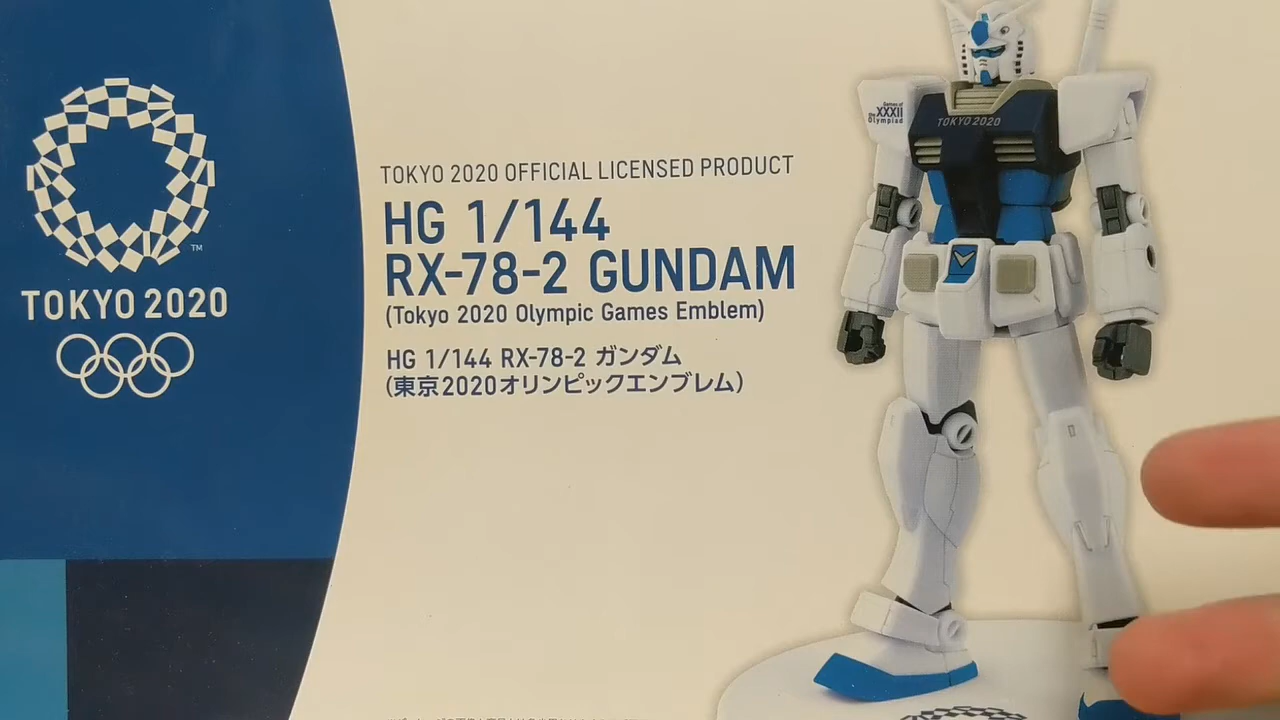 TOKYO 2020
TM
TOKYO 2020 OFFICIAL LICENSED PRODUCT
HG 1/144
RX-78-2 GUNDAM
(Tokyo 2020 Olympic Games Emblem)
HG 1/144 RX-78-2 ガンダム
(東京2020オリンピックエンブレム)
Games of
the XXXII
Olympiad
TOKYO 2020